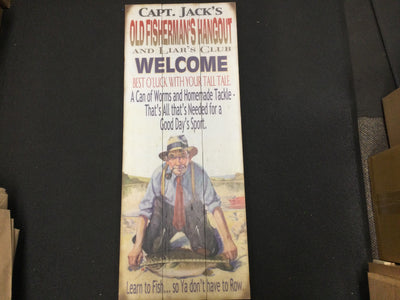 CAPT. JACK'S
OLD FISHERMAN'S HANGOUT
AND LIAR'S CLUB
WELCOME
BEST O'LUCK WITH YOUR TALL TALE
A Can of Worms and Homemade Tackle -
That's All that's Needed for a
Good Day's Sport.
Learn to Fish... so Ya don't have to Row